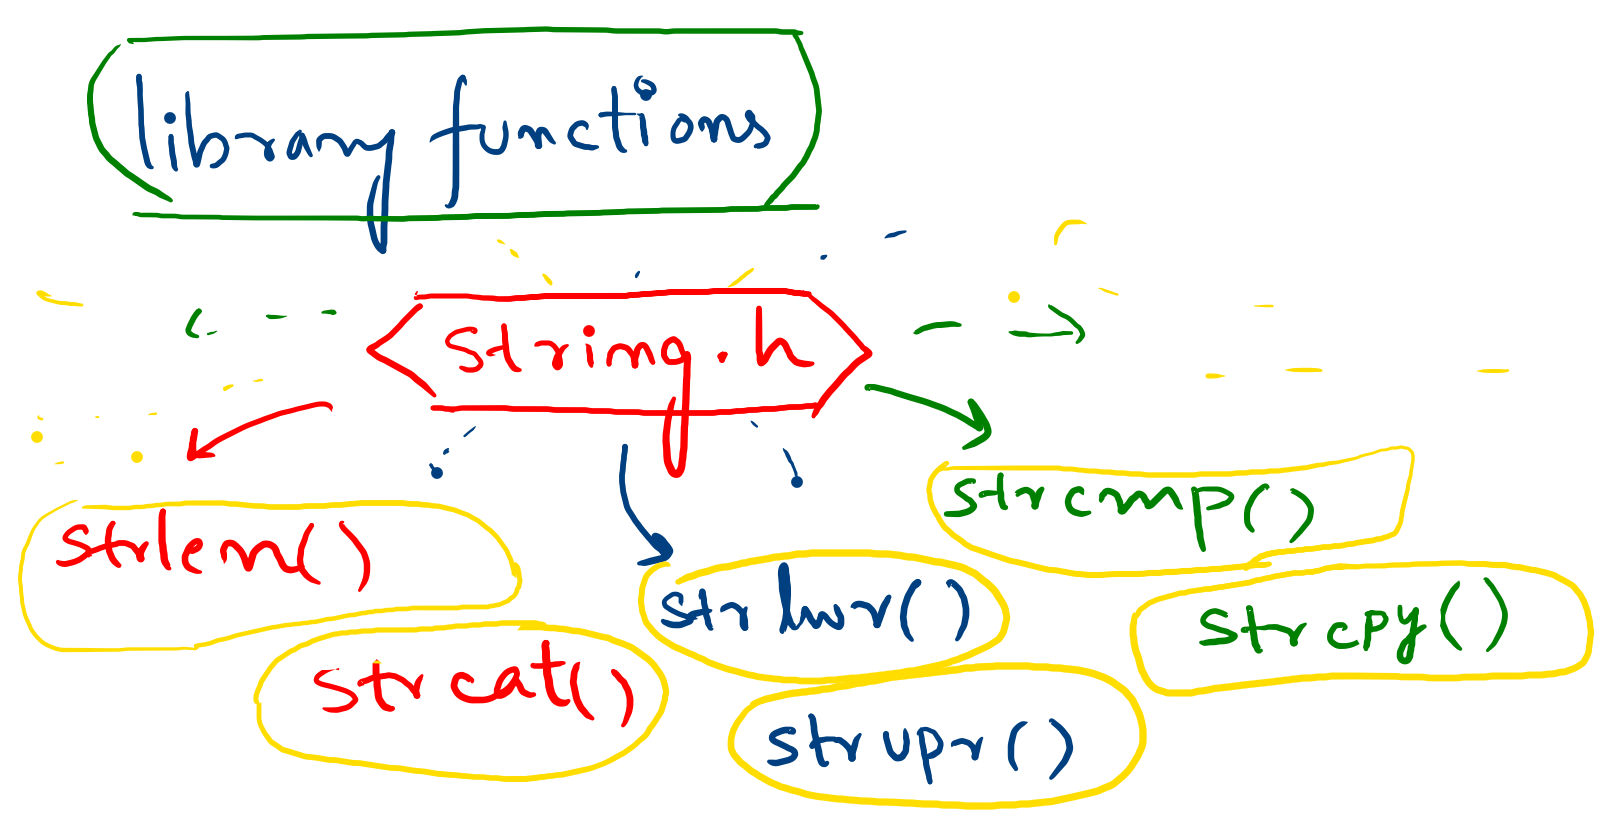 library functions
string.h
strlen()
strcat()
strlwr()
strupr()
strcmp()
strcpy()